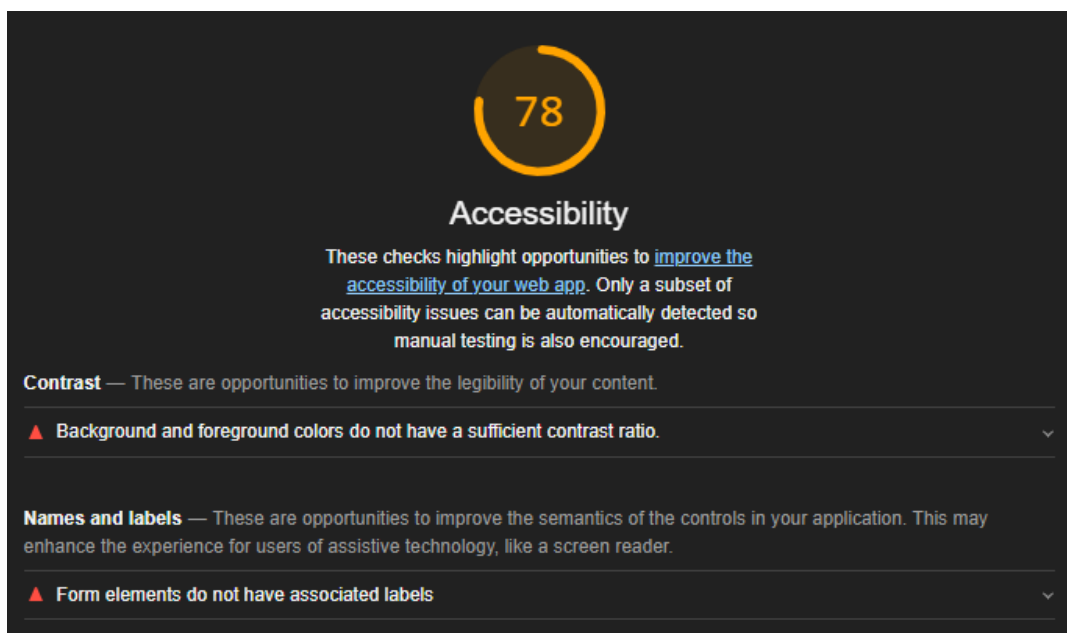 78
Accessibility
These checks highlight opportunities to improve the
accessibility of your web app. Only a subset of
accessibility issues can be automatically detected so
manual testing is also encouraged.
Contrast — These are opportunities to improve the legibility of your content.
Background and foreground colors do not have a sufficient contrast ratio.
Names and labels — These are opportunities to improve the semantics of the controls in your application. This may
enhance the experience for users of assistive technology, like a screen reader.
Form elements do not have associated labels